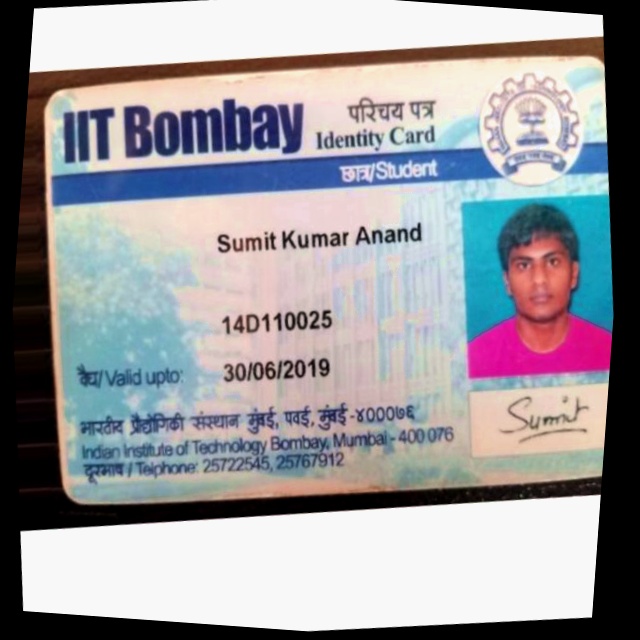 IIT Bombay
परिचय पत्र
Identity Card
छात्र/Student
Sumit Kumar Anand
14D110025
वैध/ Valid upto: 30/06/2019
भारतीय प्रौद्योगिकी संस्थान मुंबई, पवई, मुंबई -४०००७६
Indian Institute of Technology Bombay, Mumbai - 400 076
दूरभाष / Telphone: 25722545, 25767912
Sumit